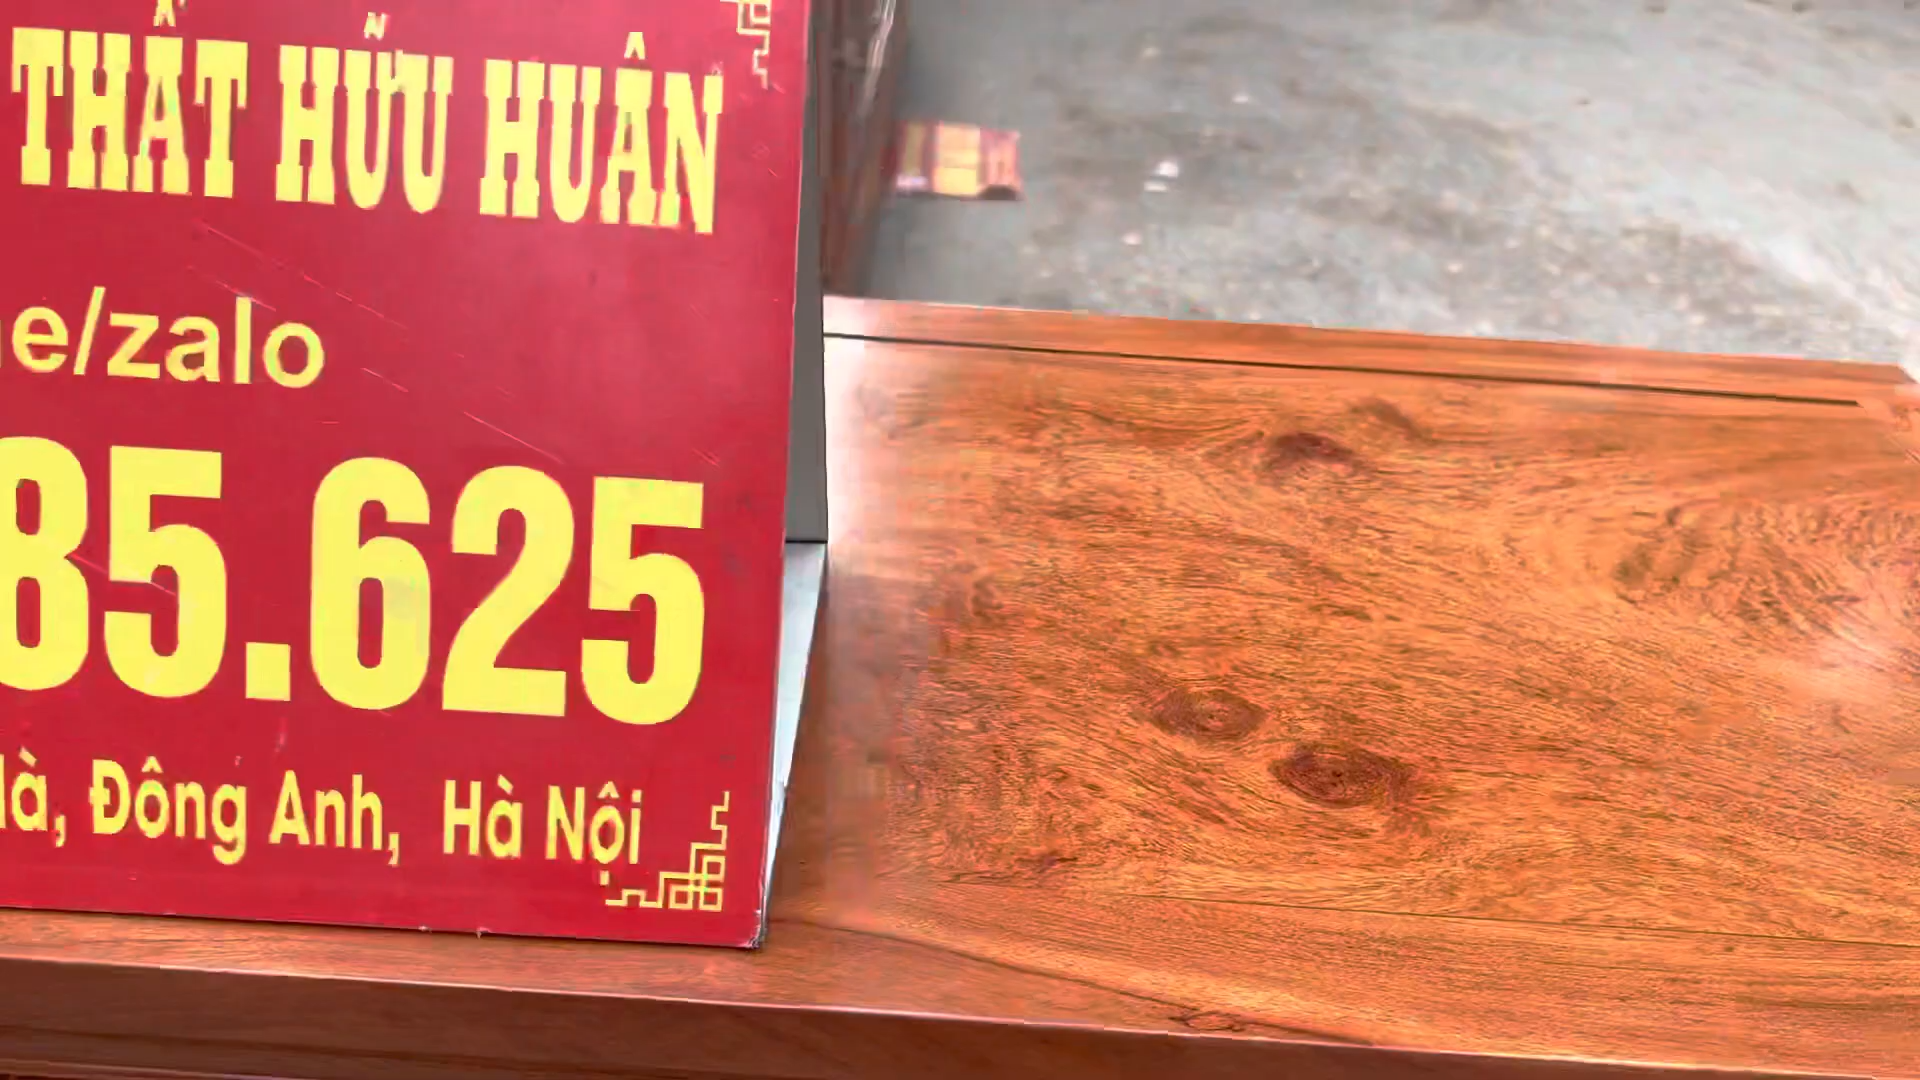 THẤT HỮU HUÂN
e/zalo
85.625
Đông Anh, Hà Nội